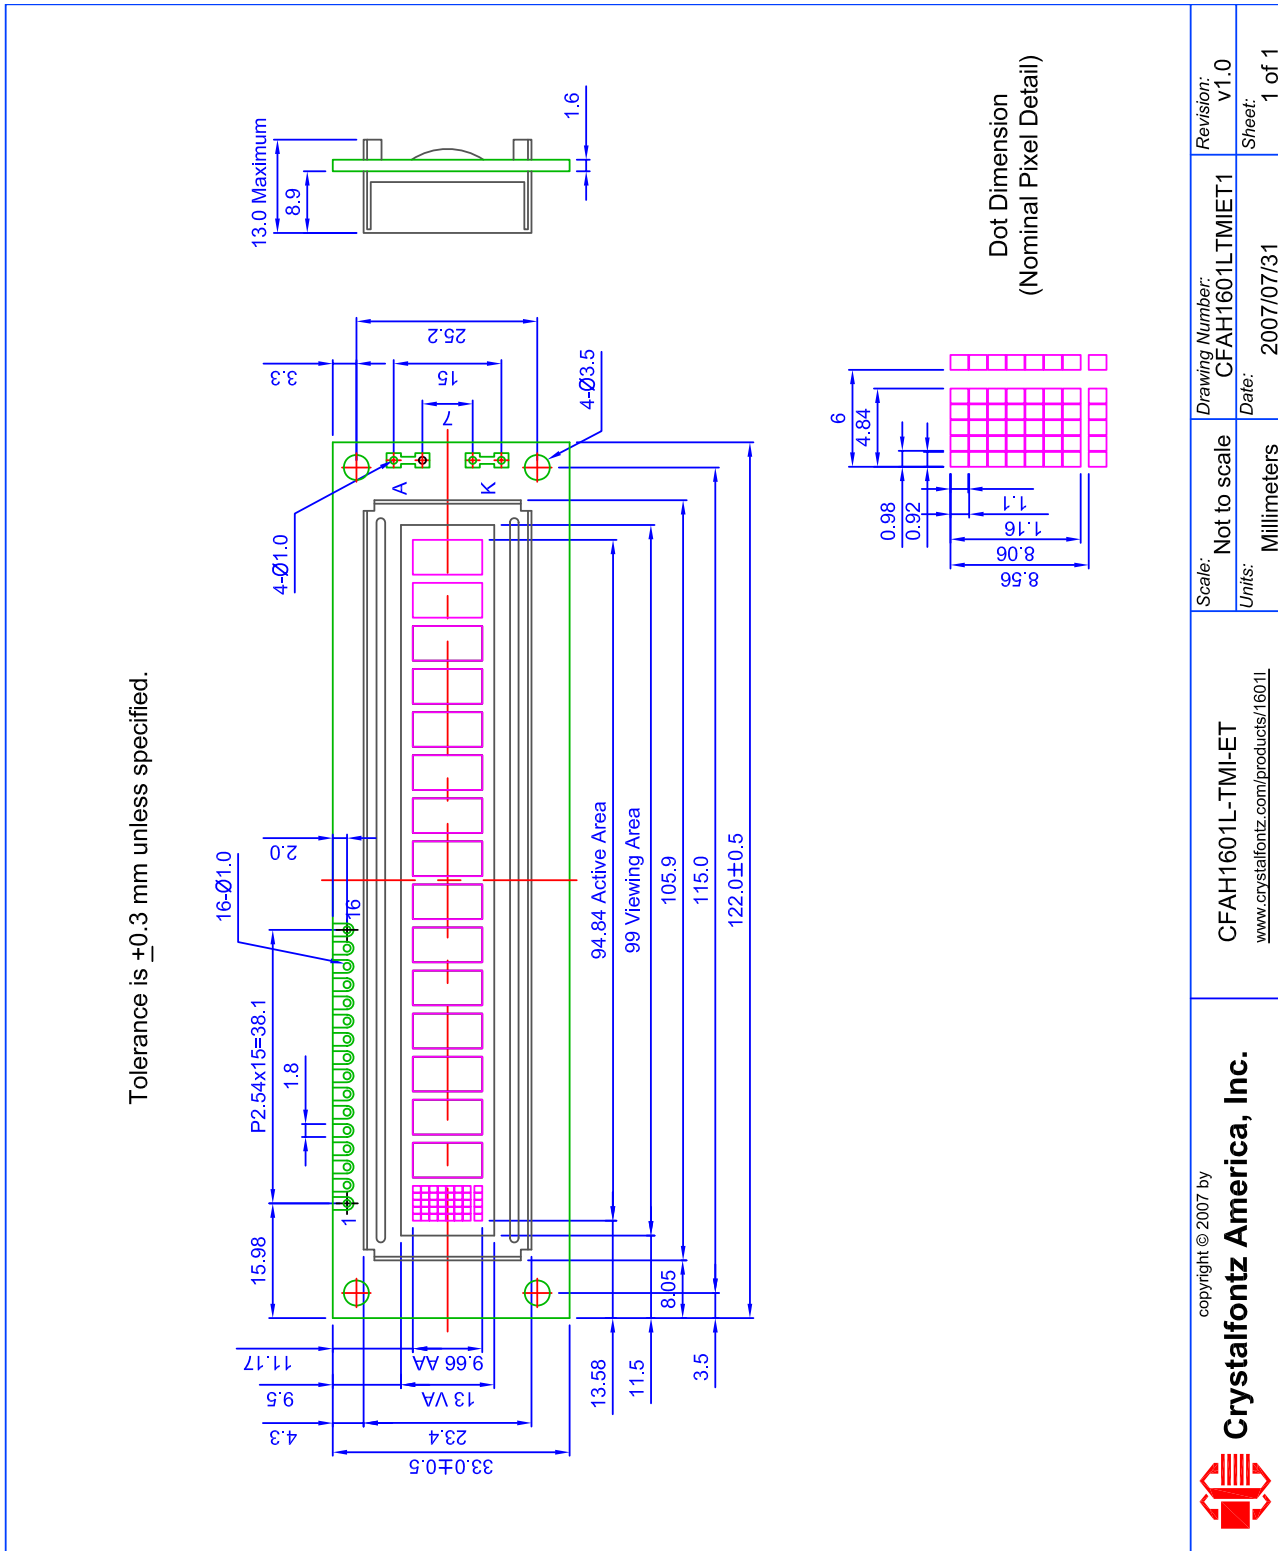 Tolerance is ±0.3 mm unless specified.
13.0 Maximum
8.9
1.6
16-Ø1.0
P2.54x15=38.1
1.8
15.98
2.0
1
16
4-Ø1.0
3.3
25.2
15
7
A
K
4-Ø3.5
11.17
9.5
4.3
9.66 AA
13 VA
23.4
33.0±0.5
94.84 Active Area
99 Viewing Area
105.9
115.0
122.0±0.5
13.58
11.5
8.05
3.5
Dot Dimension
(Nominal Pixel Detail)
6
4.84
0.98
0.92
1.1
1.16
8.06
8.56
copyright © 2007 by
Crystalfontz America, Inc.
CFAH1601L-TMI-ET
www.crystalfontz.com/products/1601l
Scale:
Not to scale
Units:
Millimeters
Drawing Number:
CFAH1601LTMIET1
Date:
2007/07/31
Revision:
v1.0
Sheet:
1 of 1